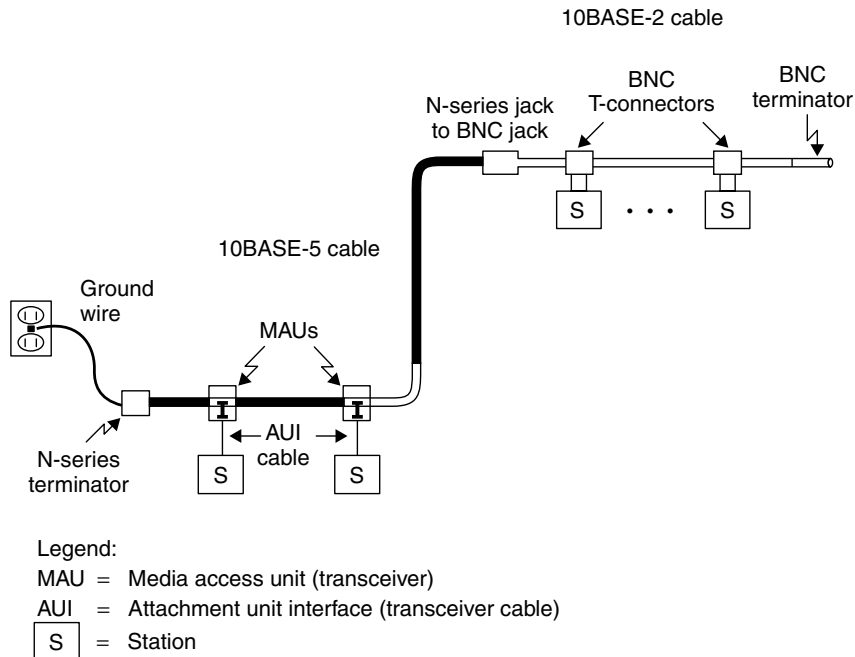 10BASE-2 cable
BNC
T-connectors
BNC
terminator
N-series jack
to BNC jack
S
. . .
S
10BASE-5 cable
Ground
wire
MAUs
AUI
cable
N-series
terminator
S
S
Legend:
MAU = Media access unit (transceiver)
AUI = Attachment unit interface (transceiver cable)
S = Station